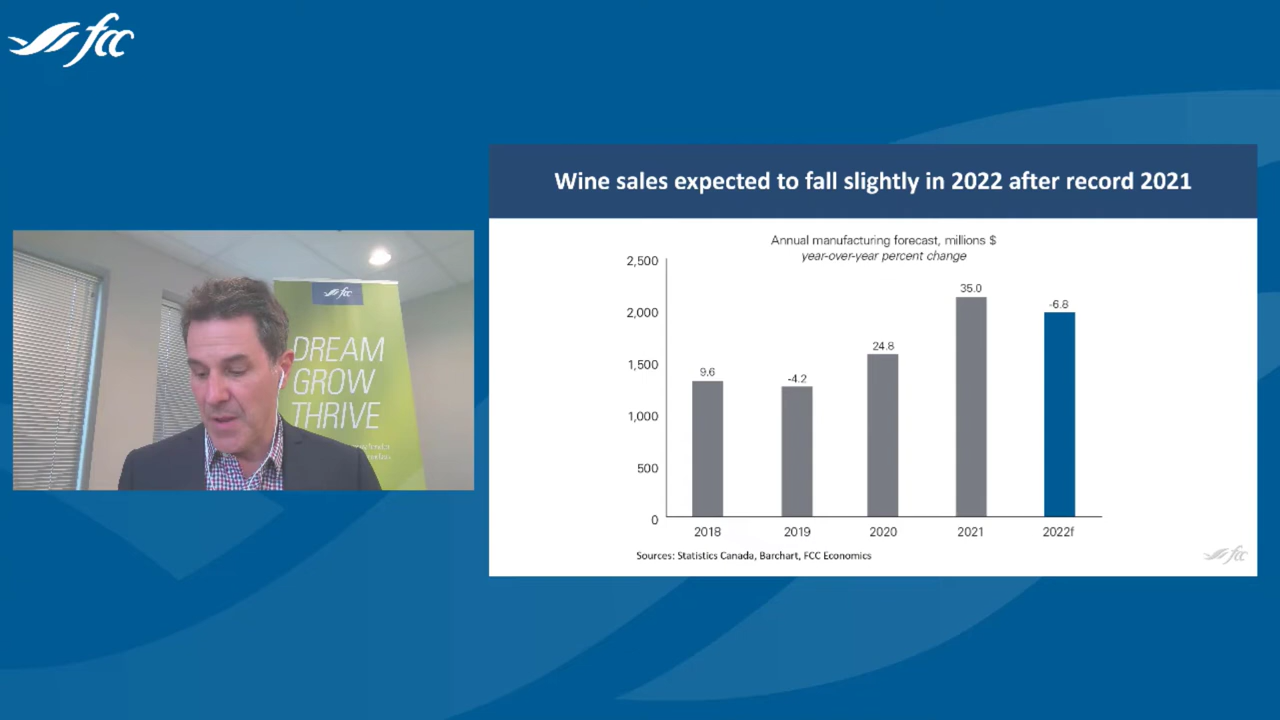 fcc
Wine sales expected to fall slightly in 2022 after record 2021
Annual manufacturing forecast, millions $
year-over-year percent change
2,500
2,000
1,500
1,000
500
0
9.6
-4.2
24.8
35.0
-6.8
2018
2019
2020
2021
2022f
Sources: Statistics Canada, Barchart, FCC Economics
fcc
fcc
DREAM
GROW
THRIVE